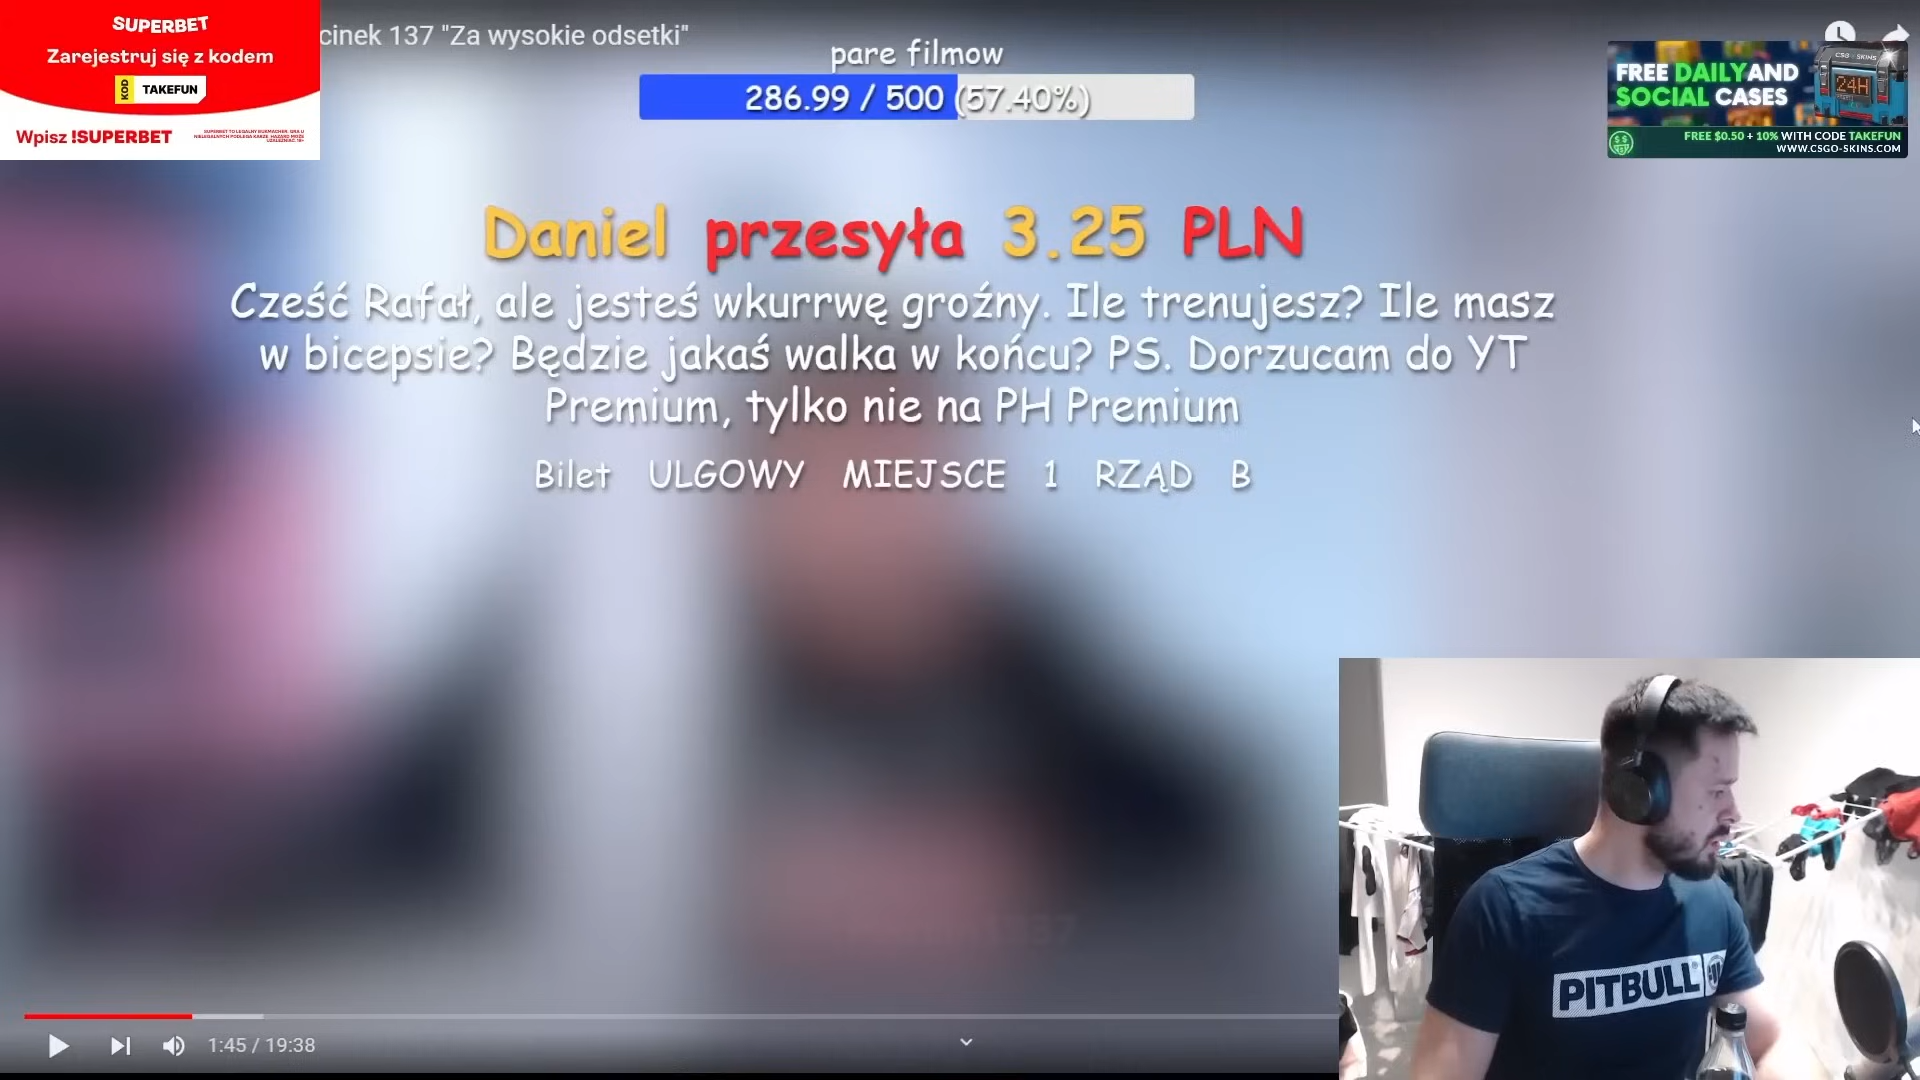 SUPERBET
Zarejestruj się z kodem
KOD TAKEFUN
Wpisz !SUPERBET
cinek 137 "Za wysokie odsetki"
pare filmow
286.99 / 500 (57.40%)
FREE DAILY AND
SOCIAL CASES
CSGO-SKINS
24H
FREE $0.50 + 10% WITH CODE TAKEFUN
WWW.CSGO-SKINS.COM
Daniel przesyła 3.25 PLN
Cześć Rafał, ale jesteś wkurrwę groźny. Ile trenujesz? Ile masz
w bicepsie? Będzie jakaś walka w końcu? PS. Dorzucam do YT
Premium, tylko nie na PH Premium
Bilet ULGOWY MIEJSCE 1 RZĄD B
PITBULL
1:45 / 19:38